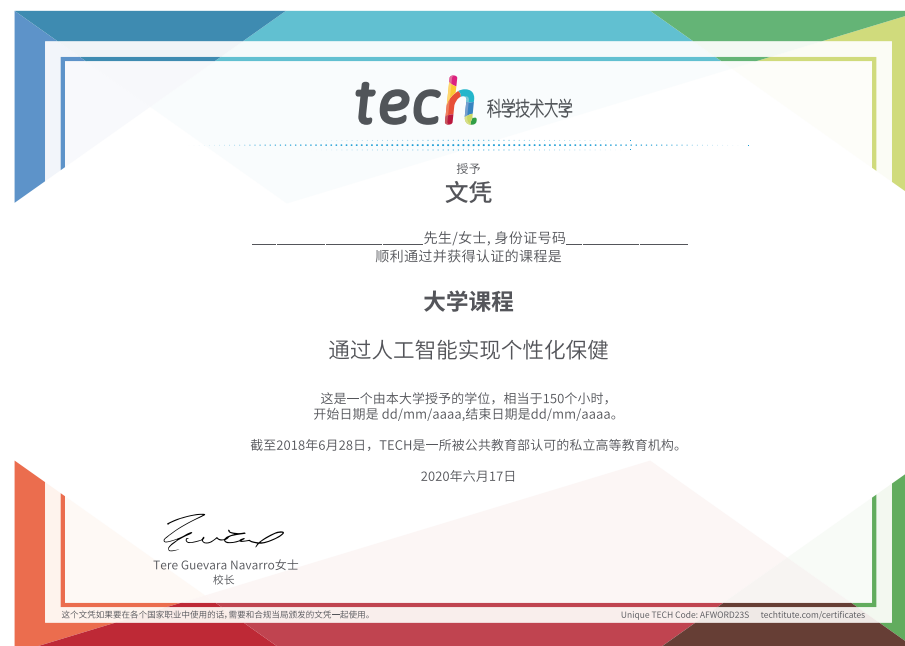 tech 科学技术大学
授予
文凭
_____________________先生/女士, 身份证号码_______________
顺利通过并获得认证的课程是
大学课程
通过人工智能实现个性化保健
这是一个由本大学授予的学位，相当于150个小时，
开始日期是 dd/mm/aaaa,结束日期是dd/mm/aaaa。
截至2018年6月28日，TECH是一所被公共教育部认可的私立高等教育机构。
2020年六月17日
Tere Guevara Navarro女士
校长
这个文凭如果要在各个国家职业中使用的话,需要和合规当局颁发的文凭一起使用。
Unique TECH Code: AFWORD23S techtitute.com/certificates